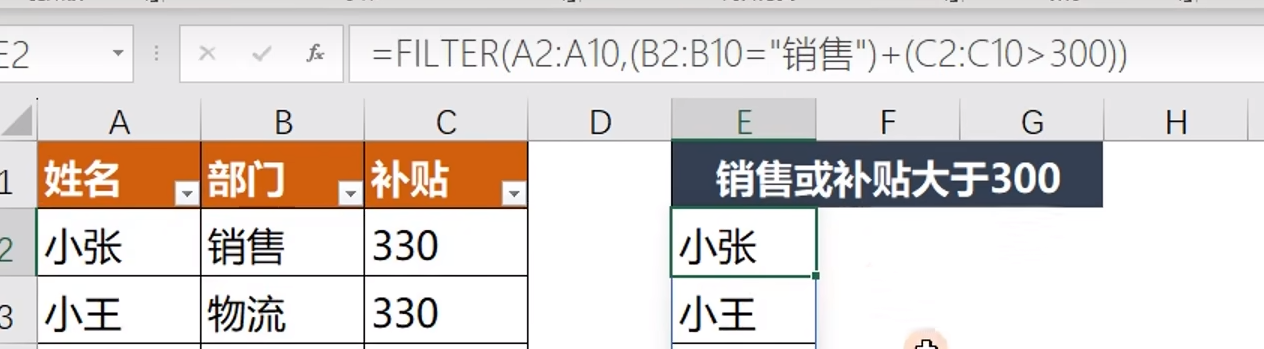 E2 fx =FILTER(A2:A10,(B2:B10="销售")+(C2:C10>300))
A B C D E F G H
1 姓名 部门 补贴 销售或补贴大于300
2 小张 销售 330 小张
3 小王 物流 330 小王